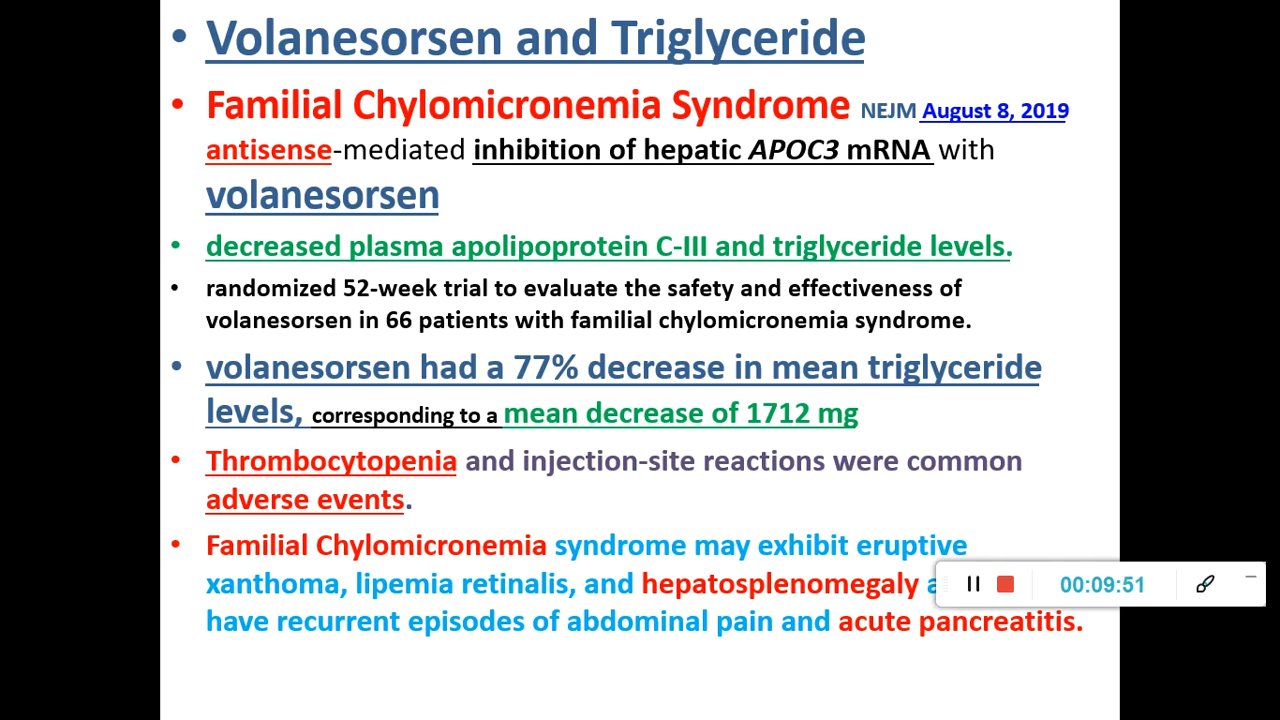 • Volanesorsen and Triglyceride
• Familial Chylomicronemia Syndrome NEJM August 8, 2019
antisense-mediated inhibition of hepatic APOC3 mRNA with
volanesorsen
• decreased plasma apolipoprotein C-III and triglyceride levels.
• randomized 52-week trial to evaluate the safety and effectiveness of
volanesorsen in 66 patients with familial chylomicronemia syndrome.
• volanesorsen had a 77% decrease in mean triglyceride
levels, corresponding to a mean decrease of 1712 mg
• Thrombocytopenia and injection-site reactions were common
adverse events.
• Familial Chylomicronemia syndrome may exhibit eruptive
xanthoma, lipemia retinalis, and hepatosplenomegaly
00:09:51
have recurrent episodes of abdominal pain and acute pancreatitis.